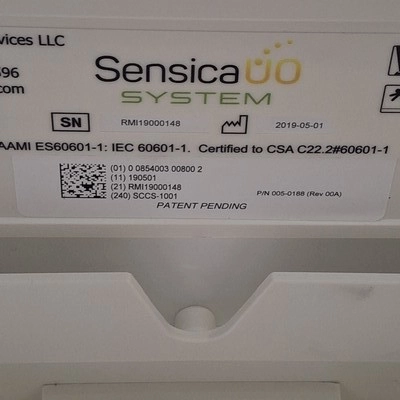 vices LLC
696
com
Sensica UO
SYSTEM
SN RMI19000148 2019-05-01
AAMI ES60601-1: IEC 60601-1. Certified to CSA C22.2#60601-1
(01) 0 0854003 00800 2
(11) 190501
(21) RMI19000148
(240) SCCS-1001
P/N 005-0188 (Rev 00A)
PATENT PENDING